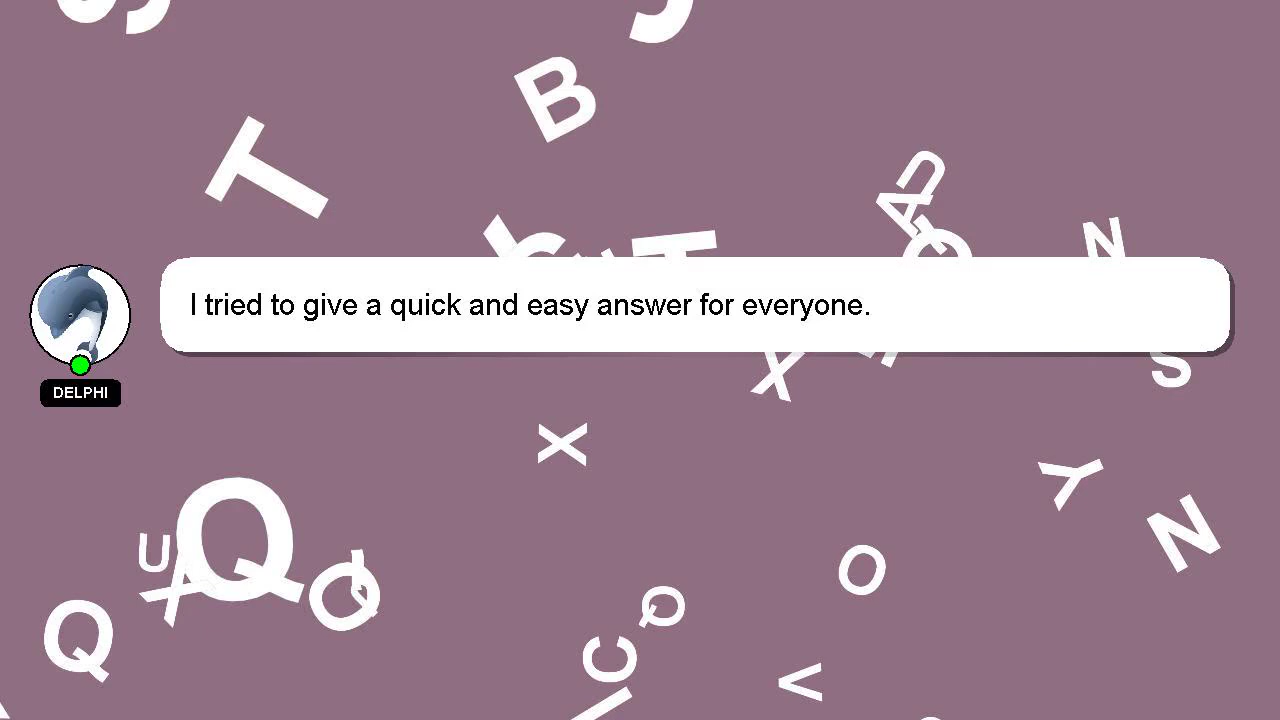 I tried to give a quick and easy answer for everyone.
DELPHI
T
B
U
A
N
T
X
S
X
Y
N
Q
U
X
Q
O
Q
Q
C
V